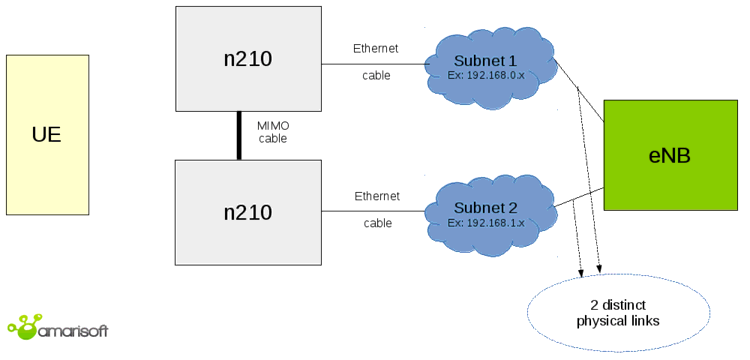 UE
n210
Ethernet
cable
Subnet 1
Ex: 192.168.0.x
MIMO
cable
eNB
n210
Ethernet
cable
Subnet 2
Ex: 192.168.1.x
2 distinct
physical links
amarisoft